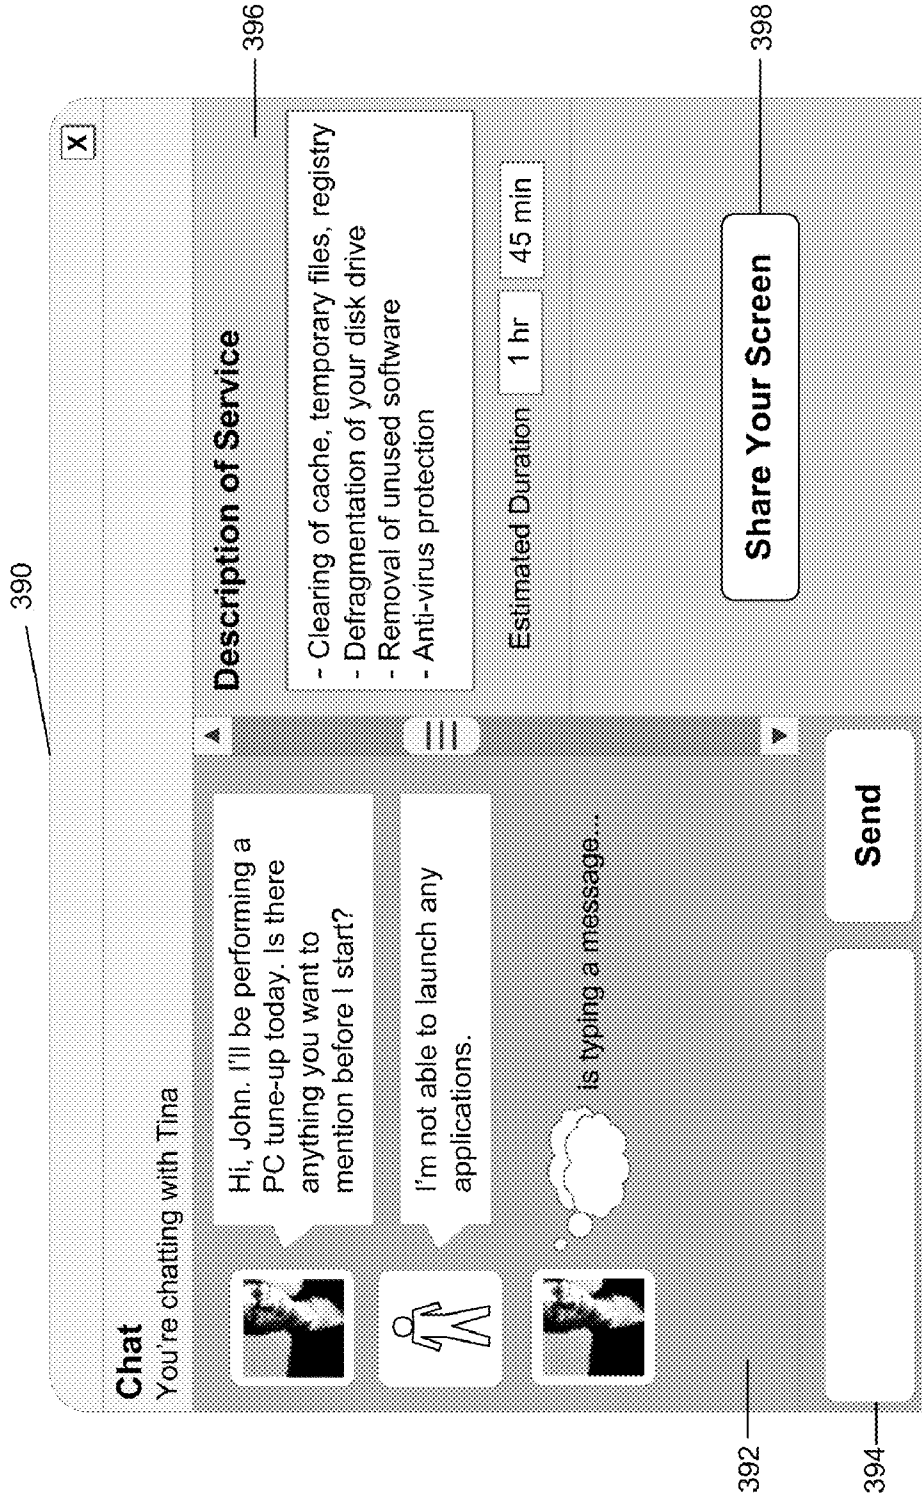 390
X
Chat
You're chatting with Tina
Hi, John. I'll be performing a
PC tune-up today. Is there
anything you want to
mention before I start?
I'm not able to launch any
applications.
is typing a message...
Send
Description of Service
- Clearing of cache, temporary files, registry
- Defragmentation of your disk drive
- Removal of unused software
- Anti-virus protection
Estimated Duration 1 hr 45 min
Share Your Screen
392
394
396
398